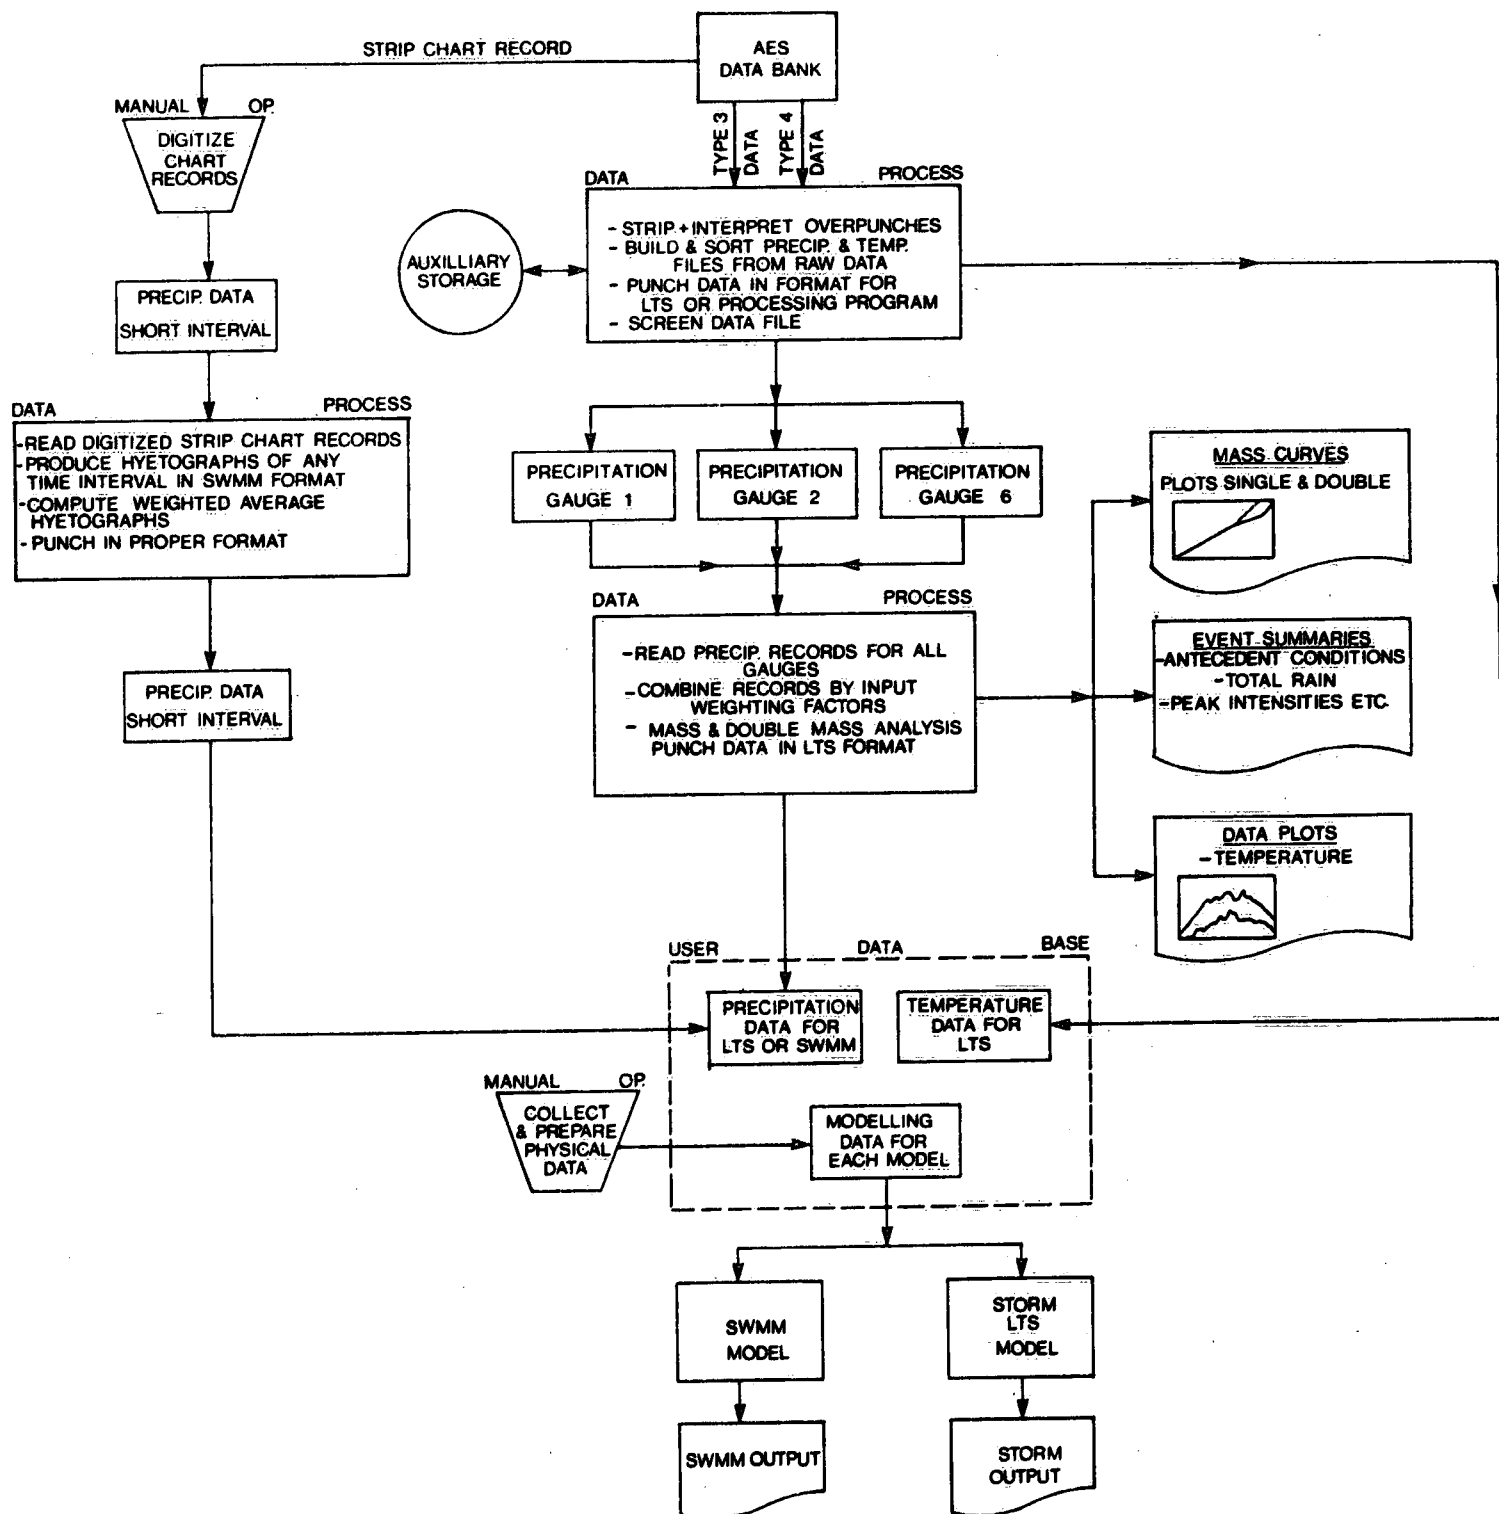 AES
DATA BANK
STRIP CHART RECORD
MANUAL OP.
DIGITIZE
CHART
RECORDS
TYPE 3
DATA
TYPE 4
DATA
DATA PROCESS
- STRIP + INTERPRET OVERPUNCHES
- BUILD & SORT PRECIP. & TEMP.
FILES FROM RAW DATA
- PUNCH DATA IN FORMAT FOR
LTS OR PROCESSING PROGRAM
- SCREEN DATA FILE
AUXILLIARY
STORAGE
PRECIP. DATA
SHORT INTERVAL
DATA PROCESS
-READ DIGITIZED STRIP CHART RECORDS
-PRODUCE HYETOGRAPHS OF ANY
TIME INTERVAL IN SWMM FORMAT
-COMPUTE WEIGHTED AVERAGE
HYETOGRAPHS
- PUNCH IN PROPER FORMAT
PRECIPITATION
GAUGE 1
PRECIPITATION
GAUGE 2
PRECIPITATION
GAUGE 6
MASS CURVES
PLOTS SINGLE & DOUBLE
DATA PROCESS
-READ PRECIP. RECORDS FOR ALL
GAUGES
-COMBINE RECORDS BY INPUT
WEIGHTING FACTORS
- MASS & DOUBLE MASS ANALYSIS
PUNCH DATA IN LTS FORMAT
EVENT SUMMARIES
-ANTECEDENT CONDITIONS
-TOTAL RAIN
-PEAK INTENSITIES ETC.
PRECIP. DATA
SHORT INTERVAL
DATA PLOTS
-TEMPERATURE
USER DATA BASE
PRECIPITATION
DATA FOR
LTS OR SWMM
TEMPERATURE
DATA FOR
LTS
MANUAL OP.
COLLECT
& PREPARE
PHYSICAL
DATA
MODELLING
DATA FOR
EACH MODEL
SWMM
MODEL
STORM
LTS
MODEL
SWMM OUTPUT
STORM
OUTPUT